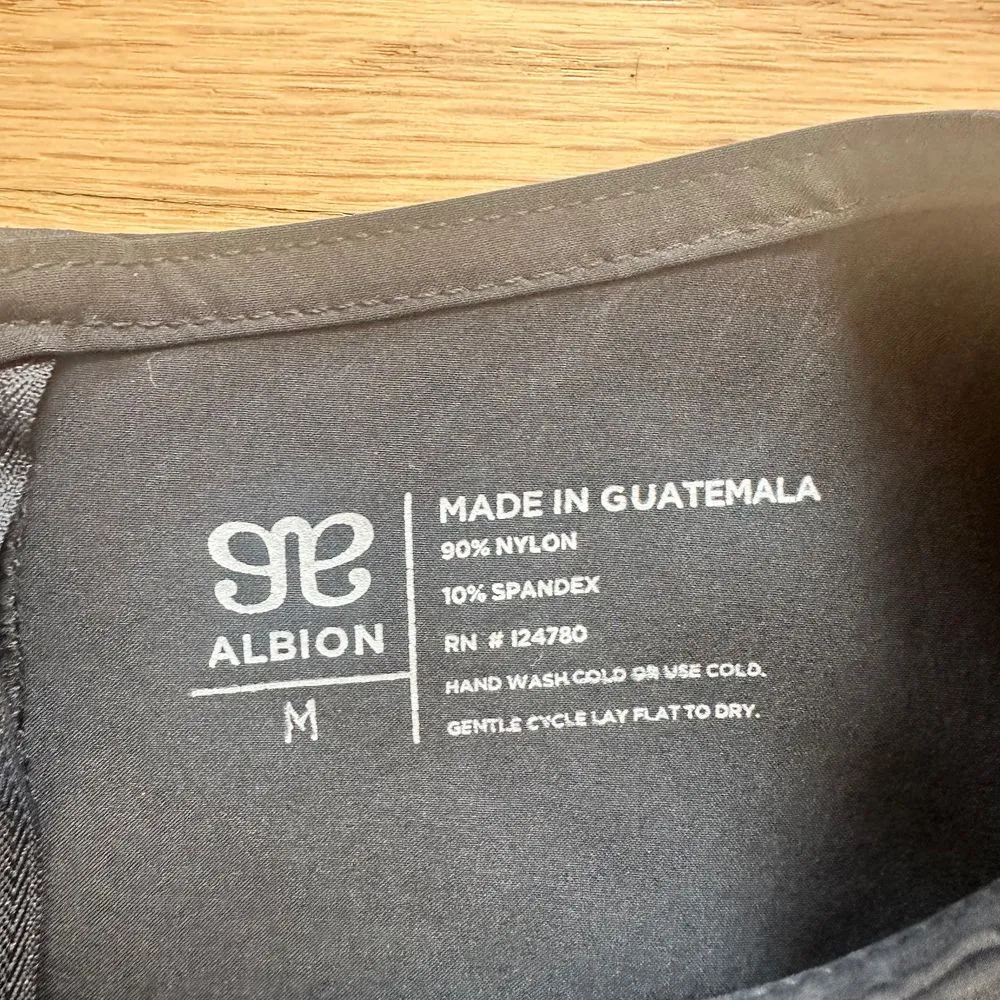 ALBION
M
MADE IN GUATEMALA
90% NYLON
10% SPANDEX
RN # 124780
HAND WASH COLD OR USE COLD.
GENTLE CYCLE LAY FLAT TO DRY.